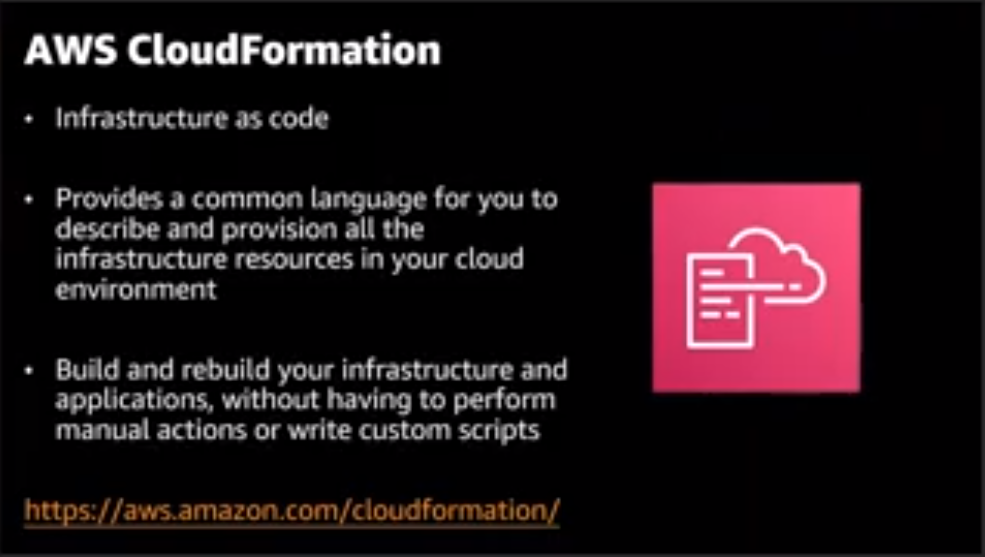 AWS CloudFormation
• Infrastructure as code
• Provides a common language for you to
describe and provision all the
infrastructure resources in your cloud
environment
• Build and rebuild your infrastructure and
applications, without having to perform
manual actions or write custom scripts
https://aws.amazon.com/cloudformation/